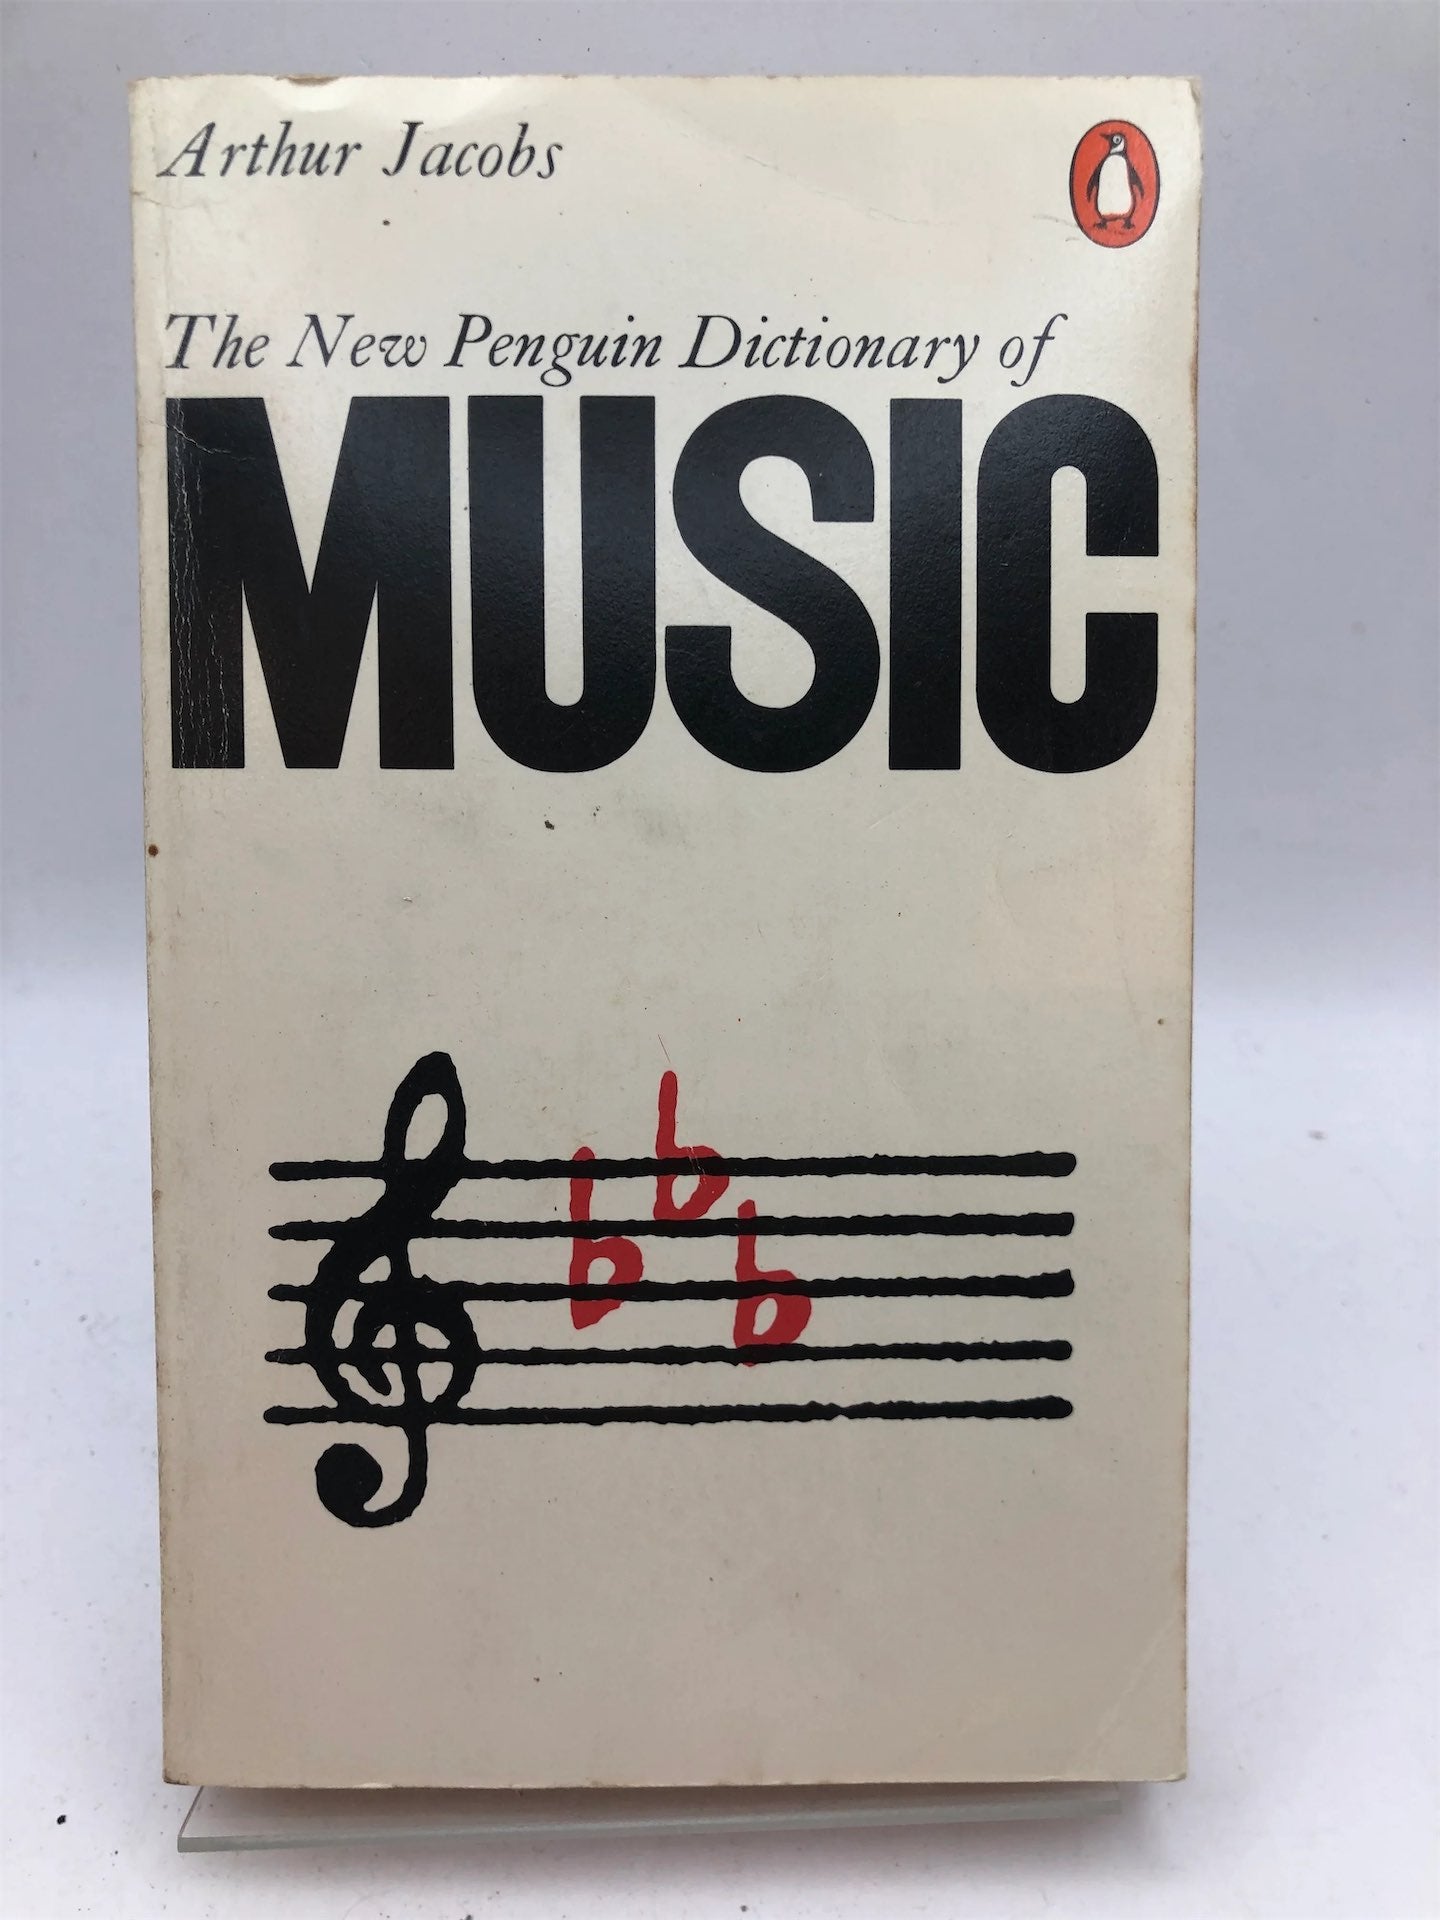 Arthur Jacobs
The New Penguin Dictionary of
MUSIC